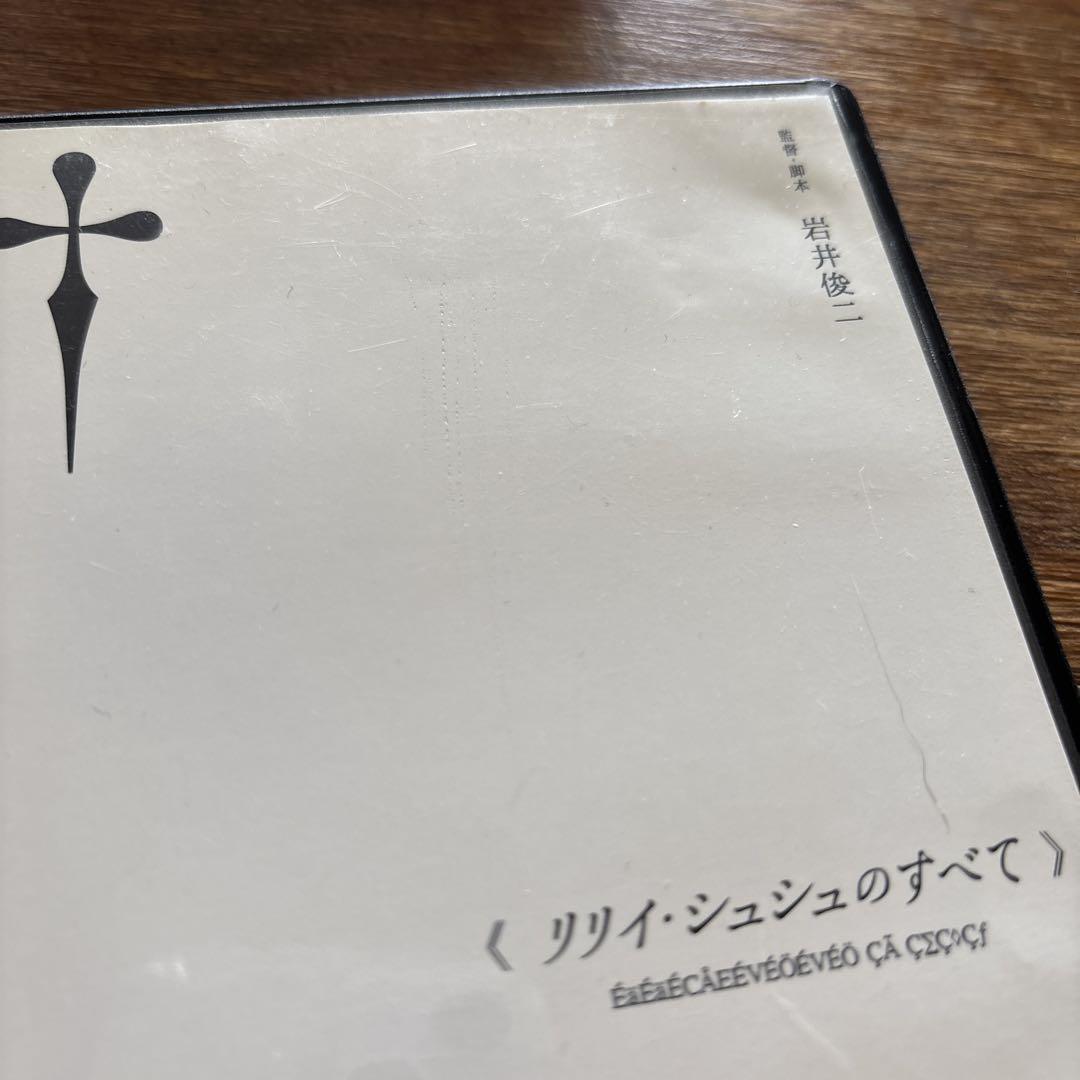 監督・脚本 岩井俊二
《 リリイ・シュシュのすべて 》
ÉäÉäÉCÅEÉVÉÖÉVÉÖ ÇÃ ÇΣÇ◊Çƒ